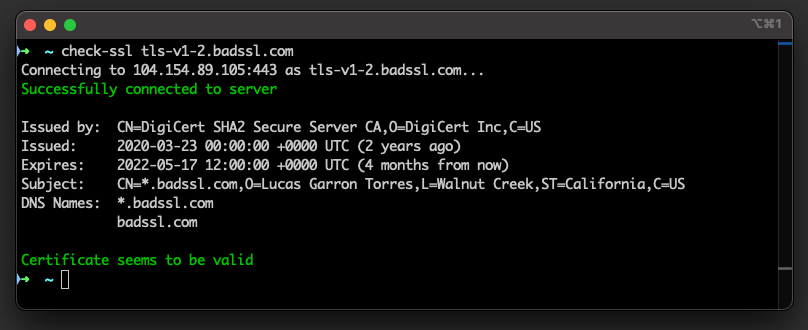 ⌥⌘1
➜ ~ check-ssl tls-v1-2.badssl.com
Connecting to 104.154.89.105:443 as tls-v1-2.badssl.com...
Successfully connected to server
Issued by: CN=DigiCert SHA2 Secure Server CA,O=DigiCert Inc,C=US
Issued: 2020-03-23 00:00:00 +0000 UTC (2 years ago)
Expires: 2022-05-17 12:00:00 +0000 UTC (4 months from now)
Subject: CN=*.badssl.com,O=Lucas Garron Torres,L=Walnut Creek,ST=California,C=US
DNS Names: *.badssl.com
badssl.com
Certificate seems to be valid
➜ ~